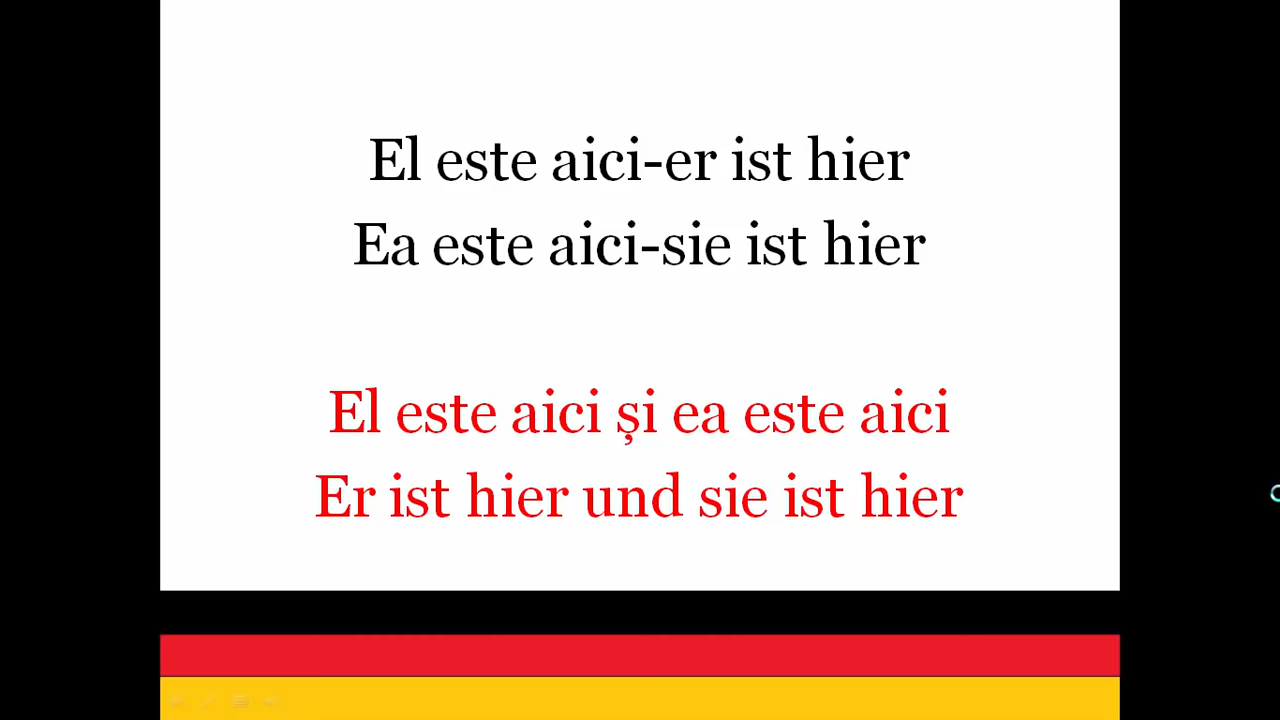 El este aici-er ist hier
Ea este aici-sie ist hier
El este aici și ea este aici
Er ist hier und sie ist hier